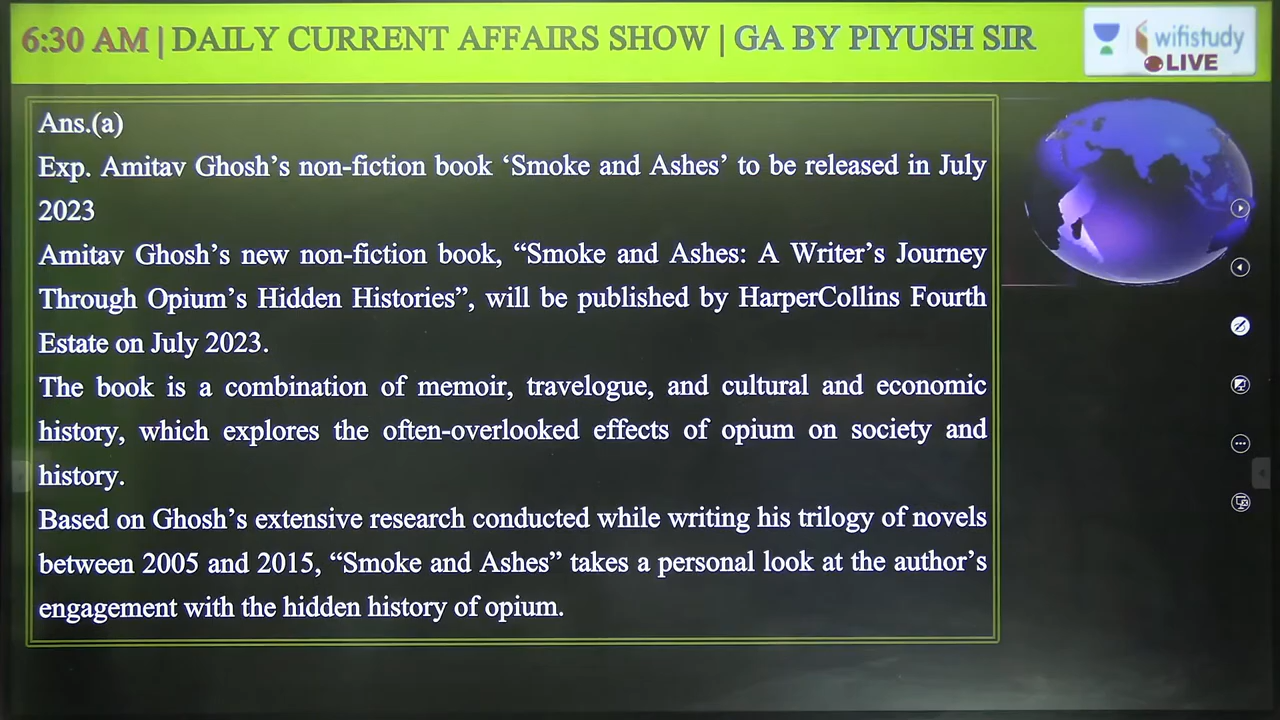 6:30 AM | DAILY CURRENT AFFAIRS SHOW | GA BY PIYUSH SIR
wifistudy
LIVE
Ans.(a)
Exp. Amitav Ghosh’s non-fiction book ‘Smoke and Ashes’ to be released in July
2023
Amitav Ghosh’s new non-fiction book, “Smoke and Ashes: A Writer’s Journey
Through Opium’s Hidden Histories”, will be published by HarperCollins Fourth
Estate on July 2023.
The book is a combination of memoir, travelogue, and cultural and economic
history, which explores the often-overlooked effects of opium on society and
history.
Based on Ghosh’s extensive research conducted while writing his trilogy of novels
between 2005 and 2015, “Smoke and Ashes” takes a personal look at the author’s
engagement with the hidden history of opium.